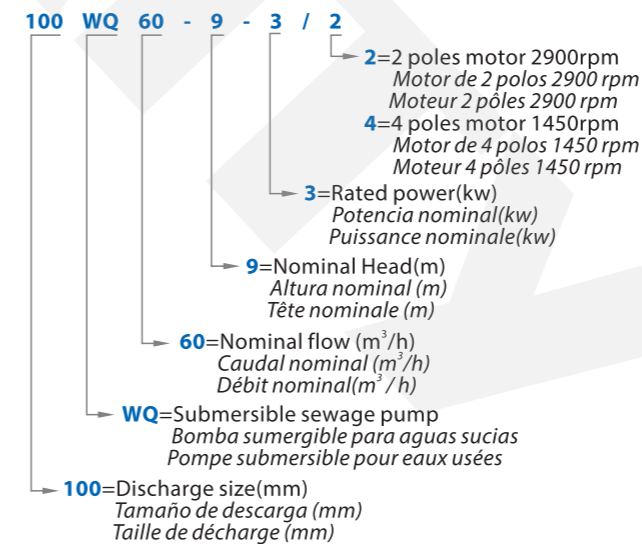 100 WQ 60 - 9 - 3 / 2
2=2 poles motor 2900rpm
Motor de 2 polos 2900 rpm
Moteur 2 pôles 2900 rpm
4=4 poles motor 1450rpm
Motor de 4 polos 1450 rpm
Moteur 4 pôles 1450 rpm
3=Rated power(kw)
Potencia nominal(kw)
Puissance nominale(kw)
9=Nominal Head(m)
Altura nominal (m)
Tête nominale (m)
60=Nominal flow (m³/h)
Caudal nominal (m³/h)
Débit nominal(m³/h)
WQ=Submersible sewage pump
Bomba sumergible para aguas sucias
Pompe submersible pour eaux usées
100=Discharge size(mm)
Tamaño de descarga (mm)
Taille de décharge (mm)